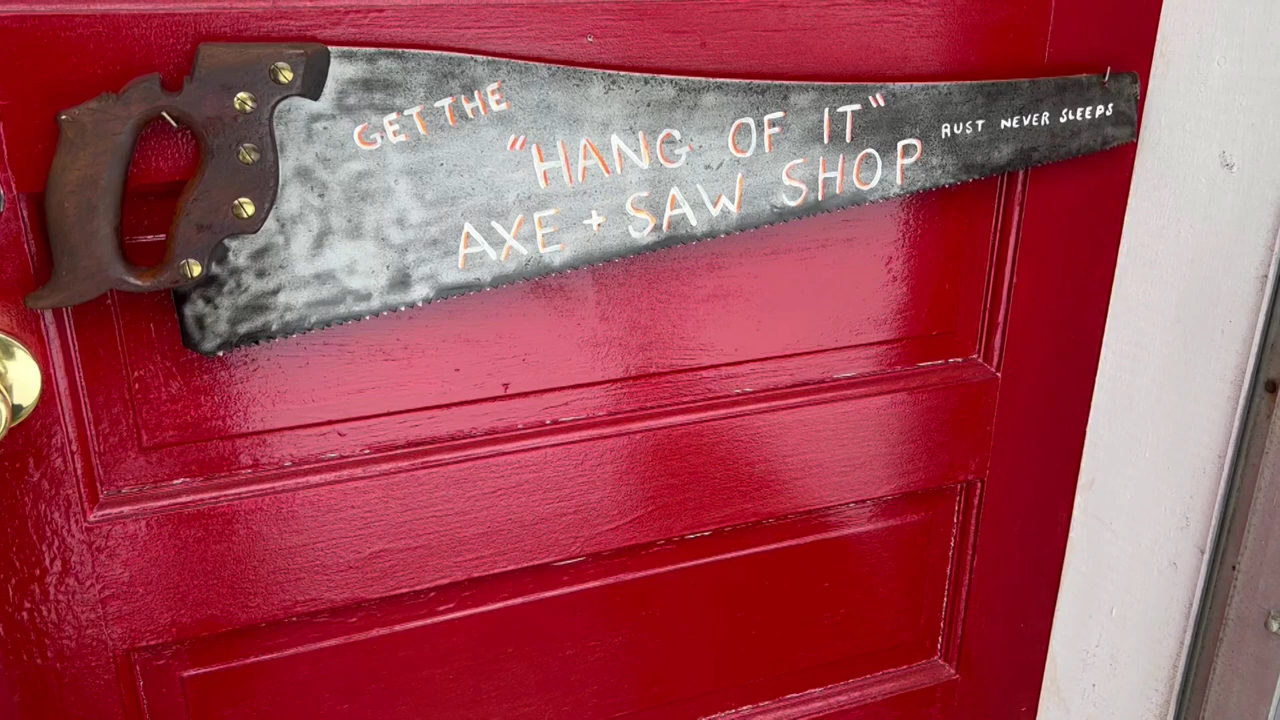 GET THE
"HANG OF IT"
AXE + SAW SHOP
RUST NEVER SLEEPS